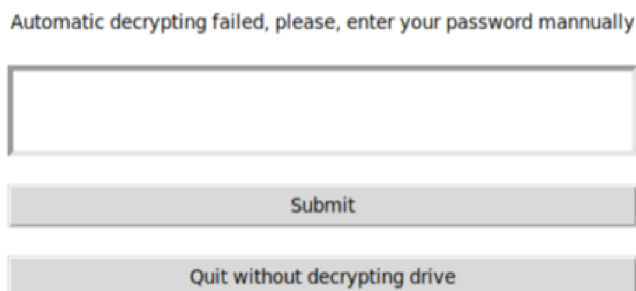 Automatic decrypting failed, please, enter your password mannually
Submit
Quit without decrypting drive